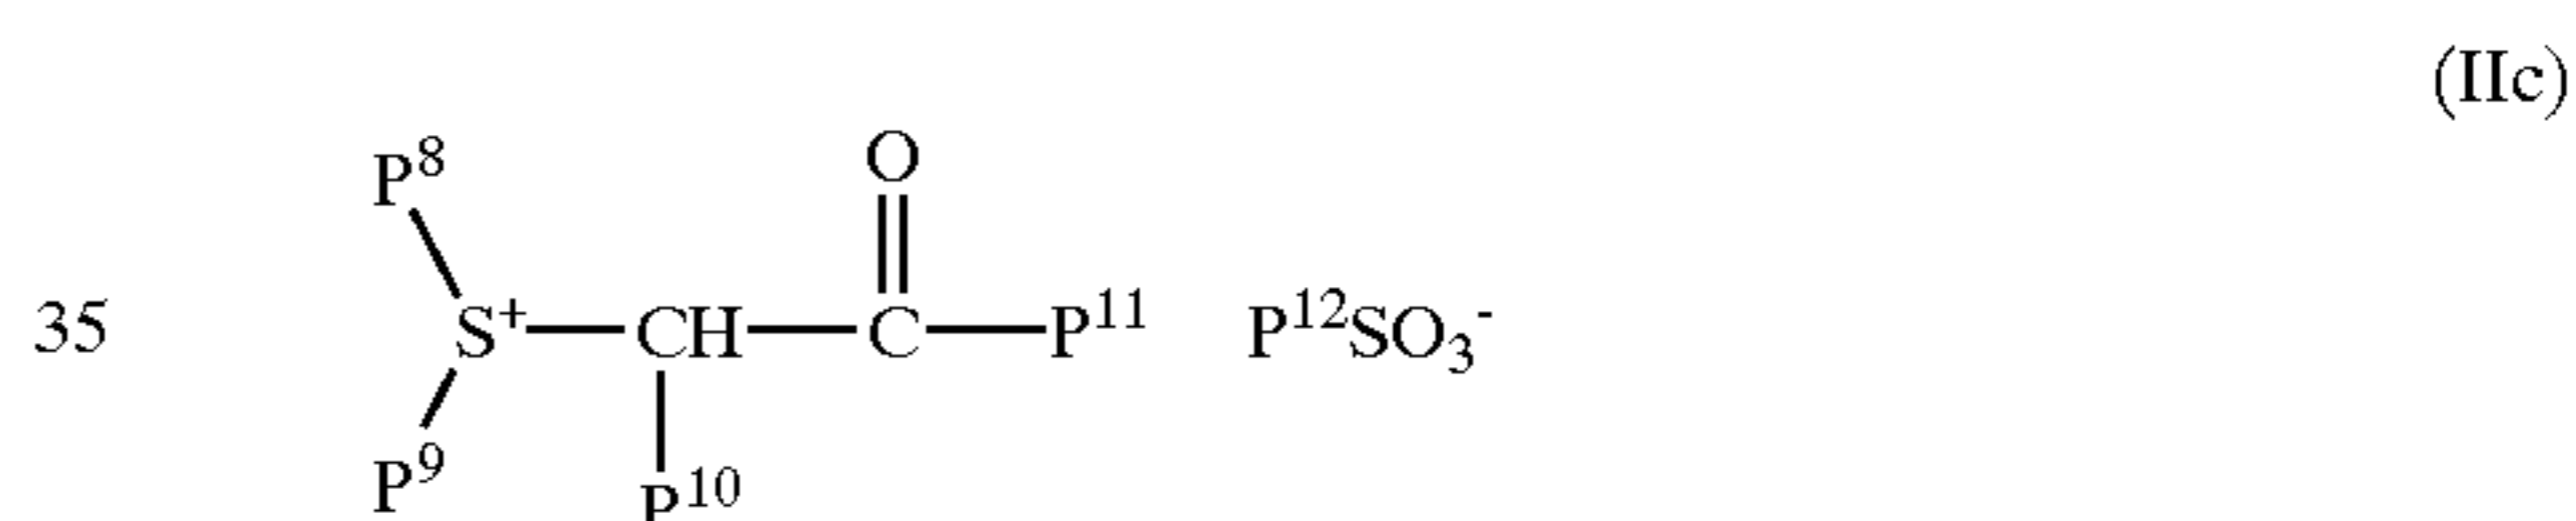 (IIc)
O
P⁸
35 S⁺ CH C P¹¹ P¹²SO₃⁻
P⁹
P¹⁰